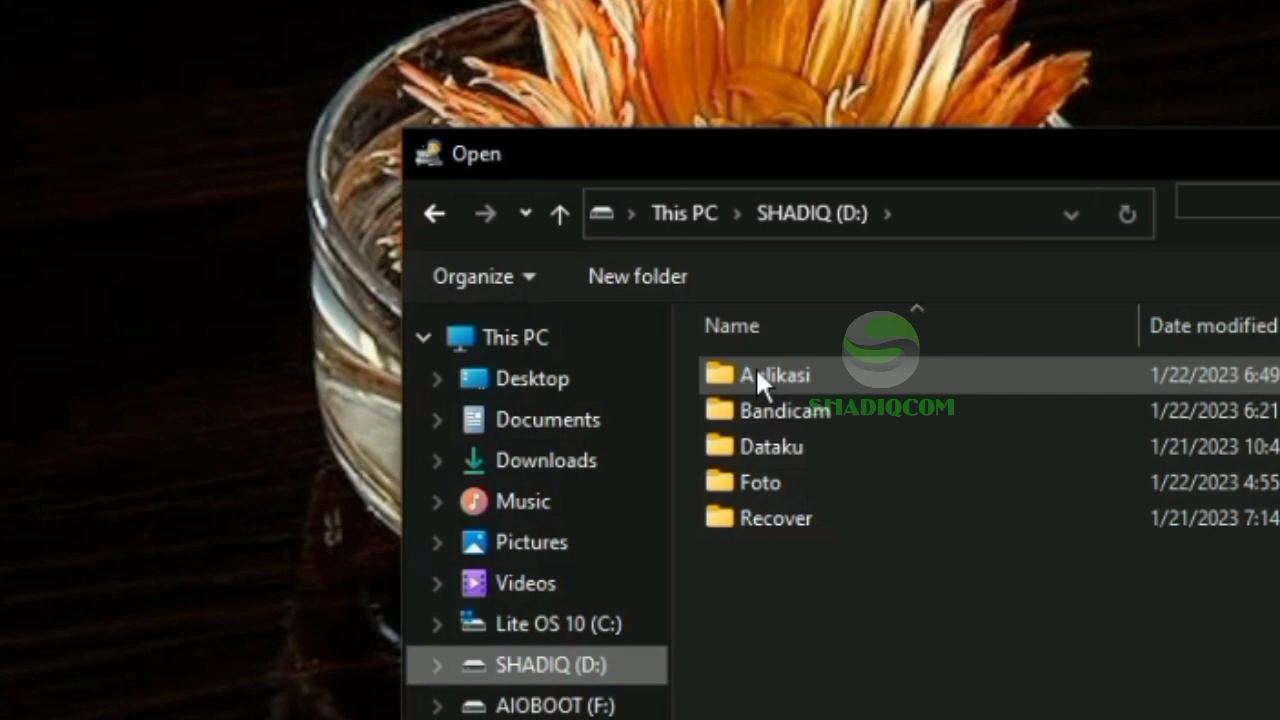 Open
This PC › SHADIQ (D:) ›
Organize
New folder
This PC
Desktop
Documents
Downloads
Music
Pictures
Videos
Lite OS 10 (C:)
SHADIQ (D:)
AIOBOOT (F:)
Name Date modified
Aplikasi 1/22/2023 6:49
Bandicam 1/22/2023 6:21
Dataku 1/21/2023 10:4
Foto 1/22/2023 4:55
Recover 1/21/2023 7:14
SHADIQCOM